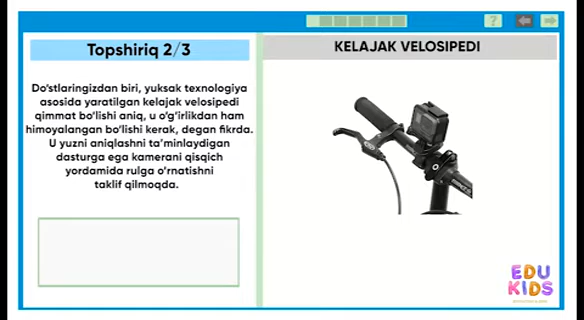 ?
Topshiriq 2/3
KELAJAK VELOSIPEDI
Do'stlaringizdan biri, yuksak texnologiya
asosida yaratilgan kelajak velosipedi
qimmat bo'lishi aniq, u o'g'irlikdan ham
himoyalangan bo'lishi kerak, degan fikrda.
U yuzni aniqlashni ta'minlaydigan
dasturga ega kamerani qisqich
yordamida rulga o'rnatishni
taklif qilmoqda.
EDU
KIDS